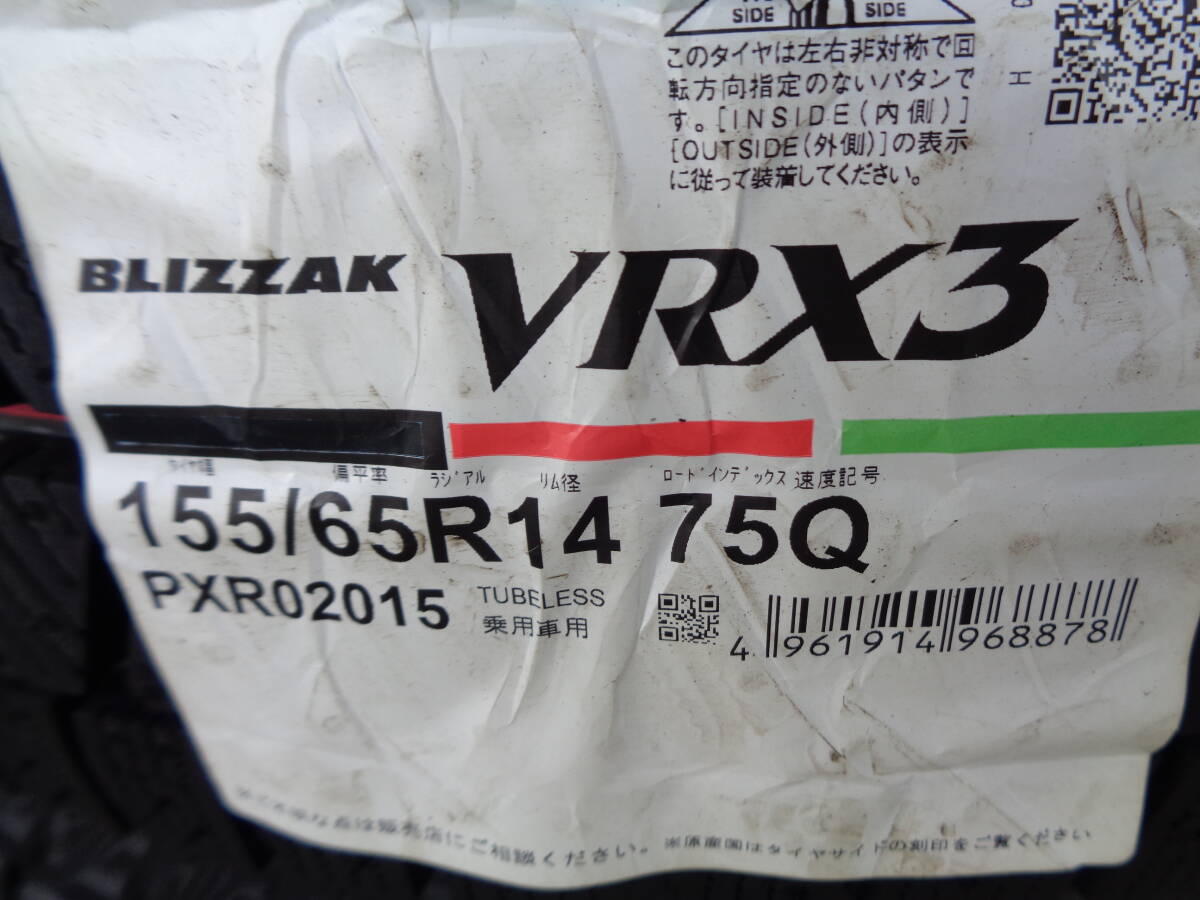 SIDE SIDE
このタイヤは左右非対称で回
転方向指定のないパタンで
す。[INSIDE(内側)]
[OUTSIDE(外側)]の表示
に従って装着してください。
H
BLIZZAK VRX3
タイヤ幅 偏平率 ラジアル リム径 ロードインデックス 速度記号
155/65R14 75Q
PXR02015 TUBELESS
乗用車用
4 961914 968878
にご相談ください。※原産国はタイヤサイドの刻印をご覧ください